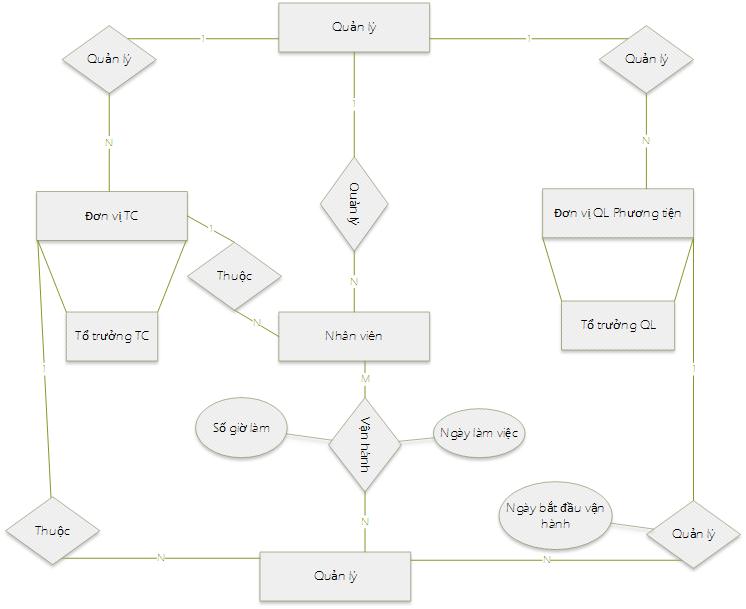 Quản lý
1
1
Quản lý
Quản lý
1
N
N
Quản lý
Đơn vị TC
Đơn vị QL Phương tiện
1
Thuộc
N
N
Tổ trưởng TC
Nhân viên
Tổ trưởng QL
1
M
1
Số giờ làm
Vận hành
Ngày làm việc
Ngày bắt đầu vận
hành
N
Thuộc
Quản lý
N
N
Quản lý